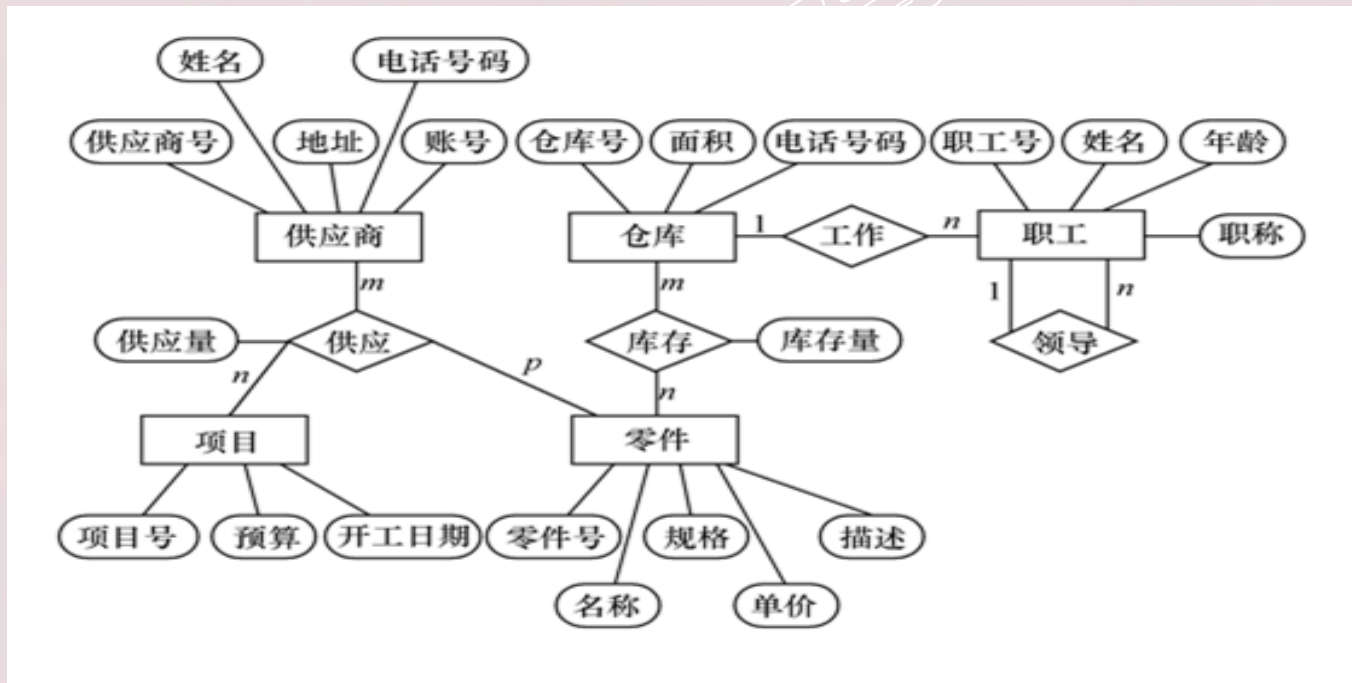 姓名 电话号码
供应商号 地址 账号 仓库号 面积 电话号码 职工号 姓名 年龄
供应商 仓库 1 工作 n 职工 职称
m m 1 n
供应量 供应 库存 库存量 领导
n p n
项目 零件
项目号 预算 开工日期 零件号 规格 描述
名称 单价